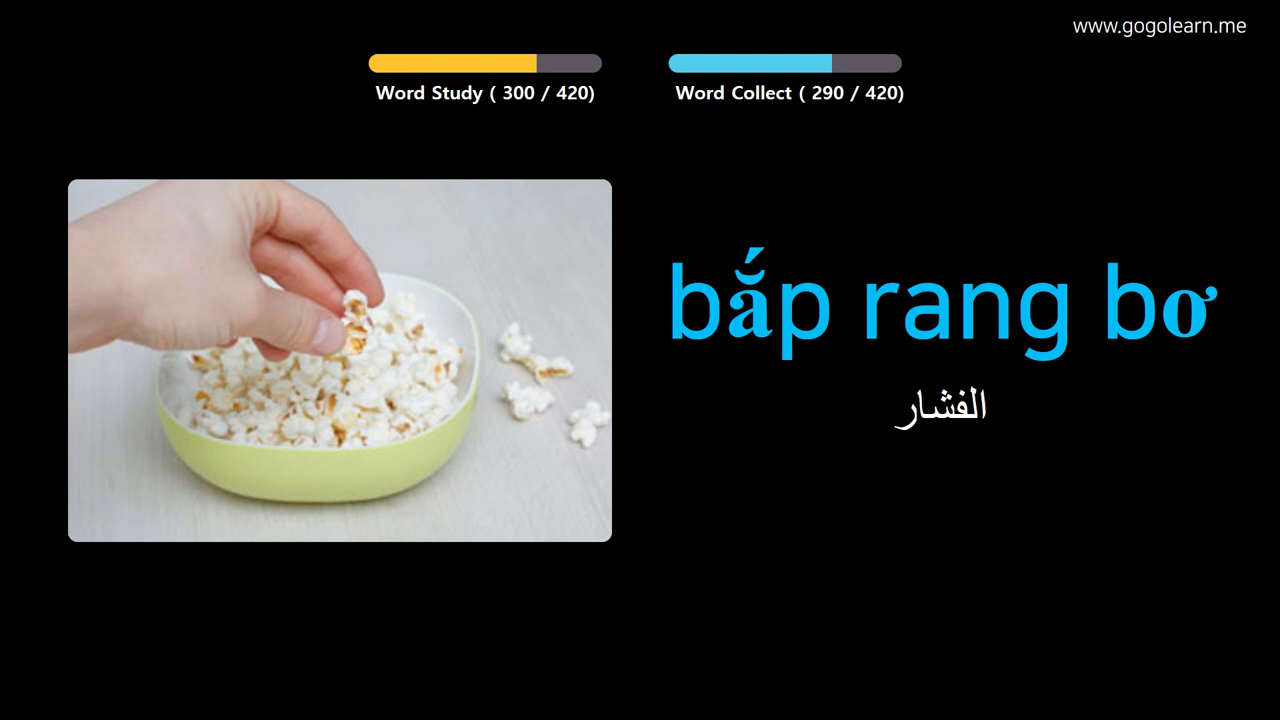 www.gogolearn.me
Word Study ( 300 / 420)
Word Collect ( 290 / 420)
bắp rang bơ
الفشار